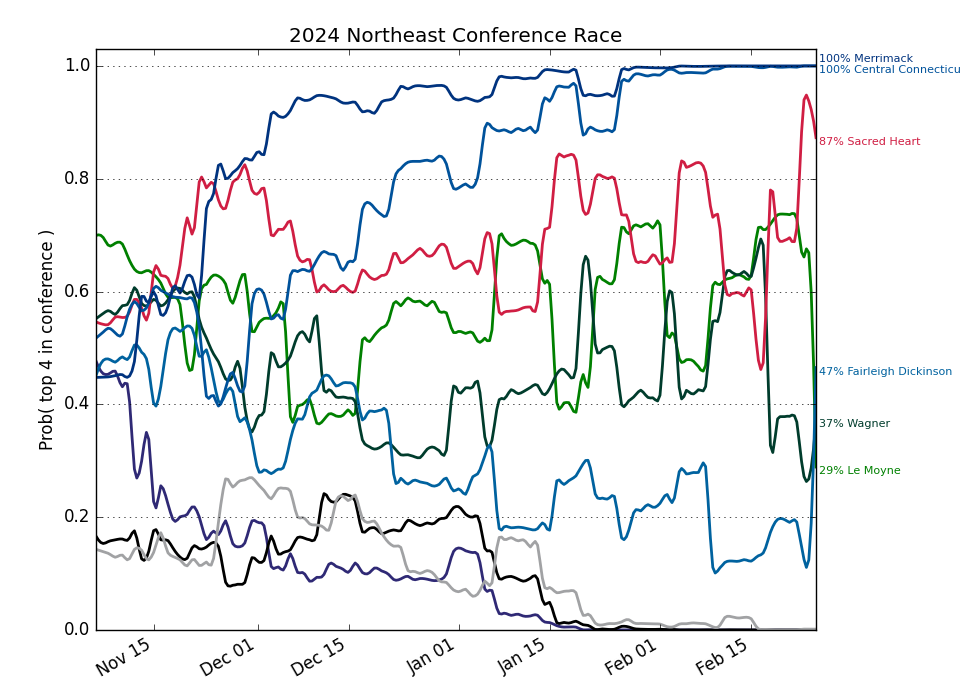 2024 Northeast Conference Race
Prob( top 4 in conference )
1.0
0.8
0.6
0.4
0.2
0.0
Nov 15
Dec 01
Dec 15
Jan 01
Jan 15
Feb 01
Feb 15
100% Merrimack
100% Central Connecticu
87% Sacred Heart
47% Fairleigh Dickinson
37% Wagner
29% Le Moyne